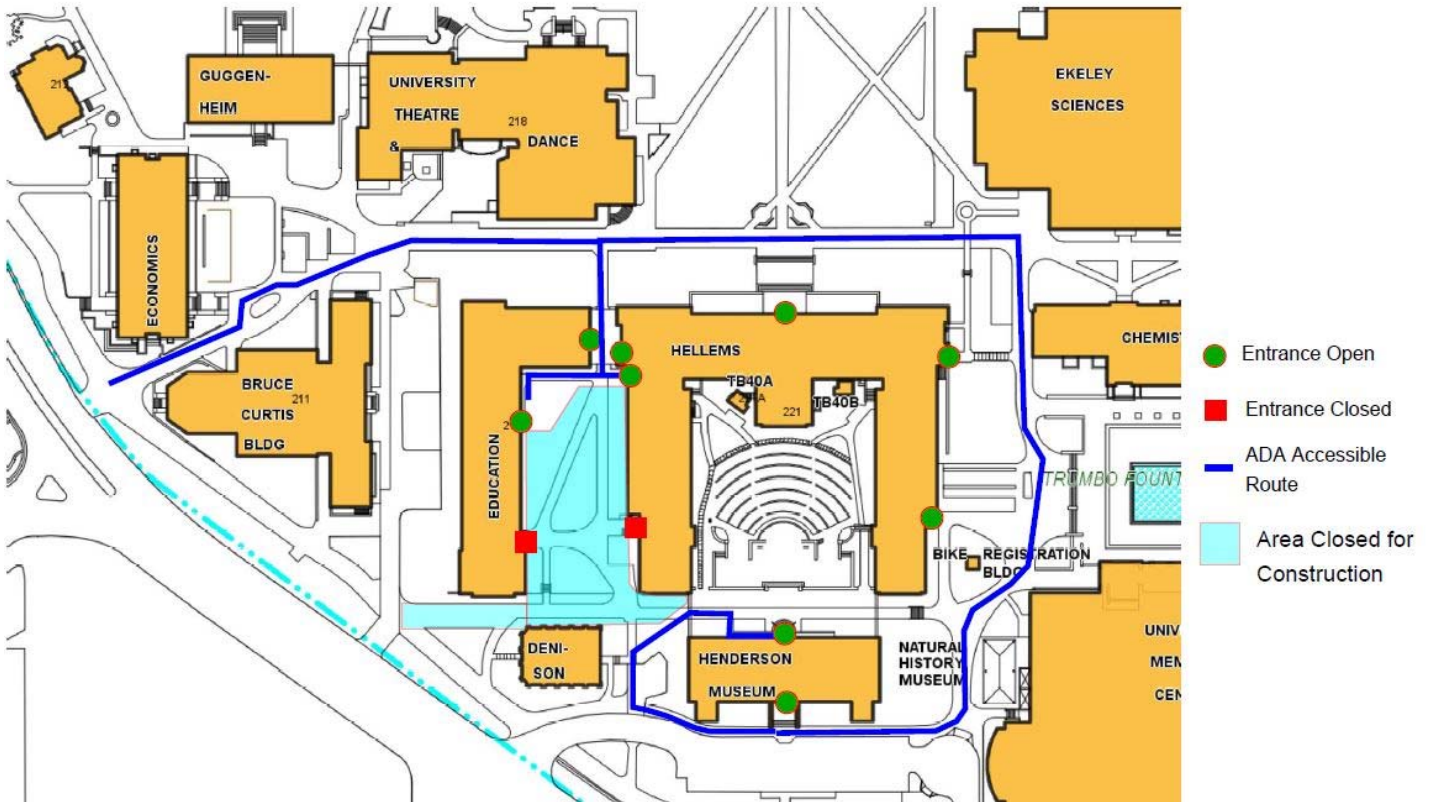 GUGGEN-
HEIM
UNIVERSITY
THEATRE
&
218
DANCE
EKELEY
SCIENCES
ECONOMICS
BRUCE
CURTIS
BLDG
211
EDUCATION
HELLEMS
TB40A
TB40B
221
CHEMIS
TRUMBO FOUNT
BIKE REGISTRATION
BLDG
DENI-
SON
HENDERSON
MUSEUM
NATURAL
HISTORY
MUSEUM
UNIV
MEM
CEN
Entrance Open
Entrance Closed
ADA Accessible
Route
Area Closed for
Construction